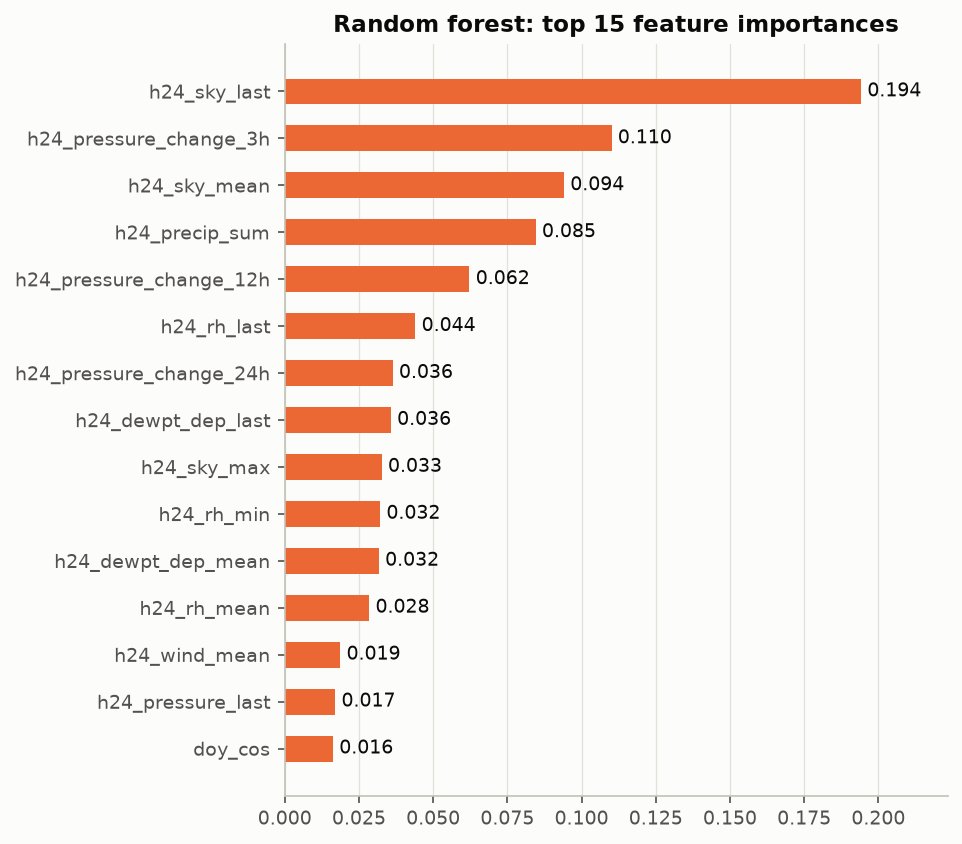 Random forest: top 15 feature importances
h24_sky_last 0.194
h24_pressure_change_3h 0.110
h24_sky_mean 0.094
h24_precip_sum 0.085
h24_pressure_change_12h 0.062
h24_rh_last 0.044
h24_pressure_change_24h 0.036
h24_dewpt_dep_last 0.036
h24_sky_max 0.033
h24_rh_min 0.032
h24_dewpt_dep_mean 0.032
h24_rh_mean 0.028
h24_wind_mean 0.019
h24_pressure_last 0.017
doy_cos 0.016
0.000 0.025 0.050 0.075 0.100 0.125 0.150 0.175 0.200